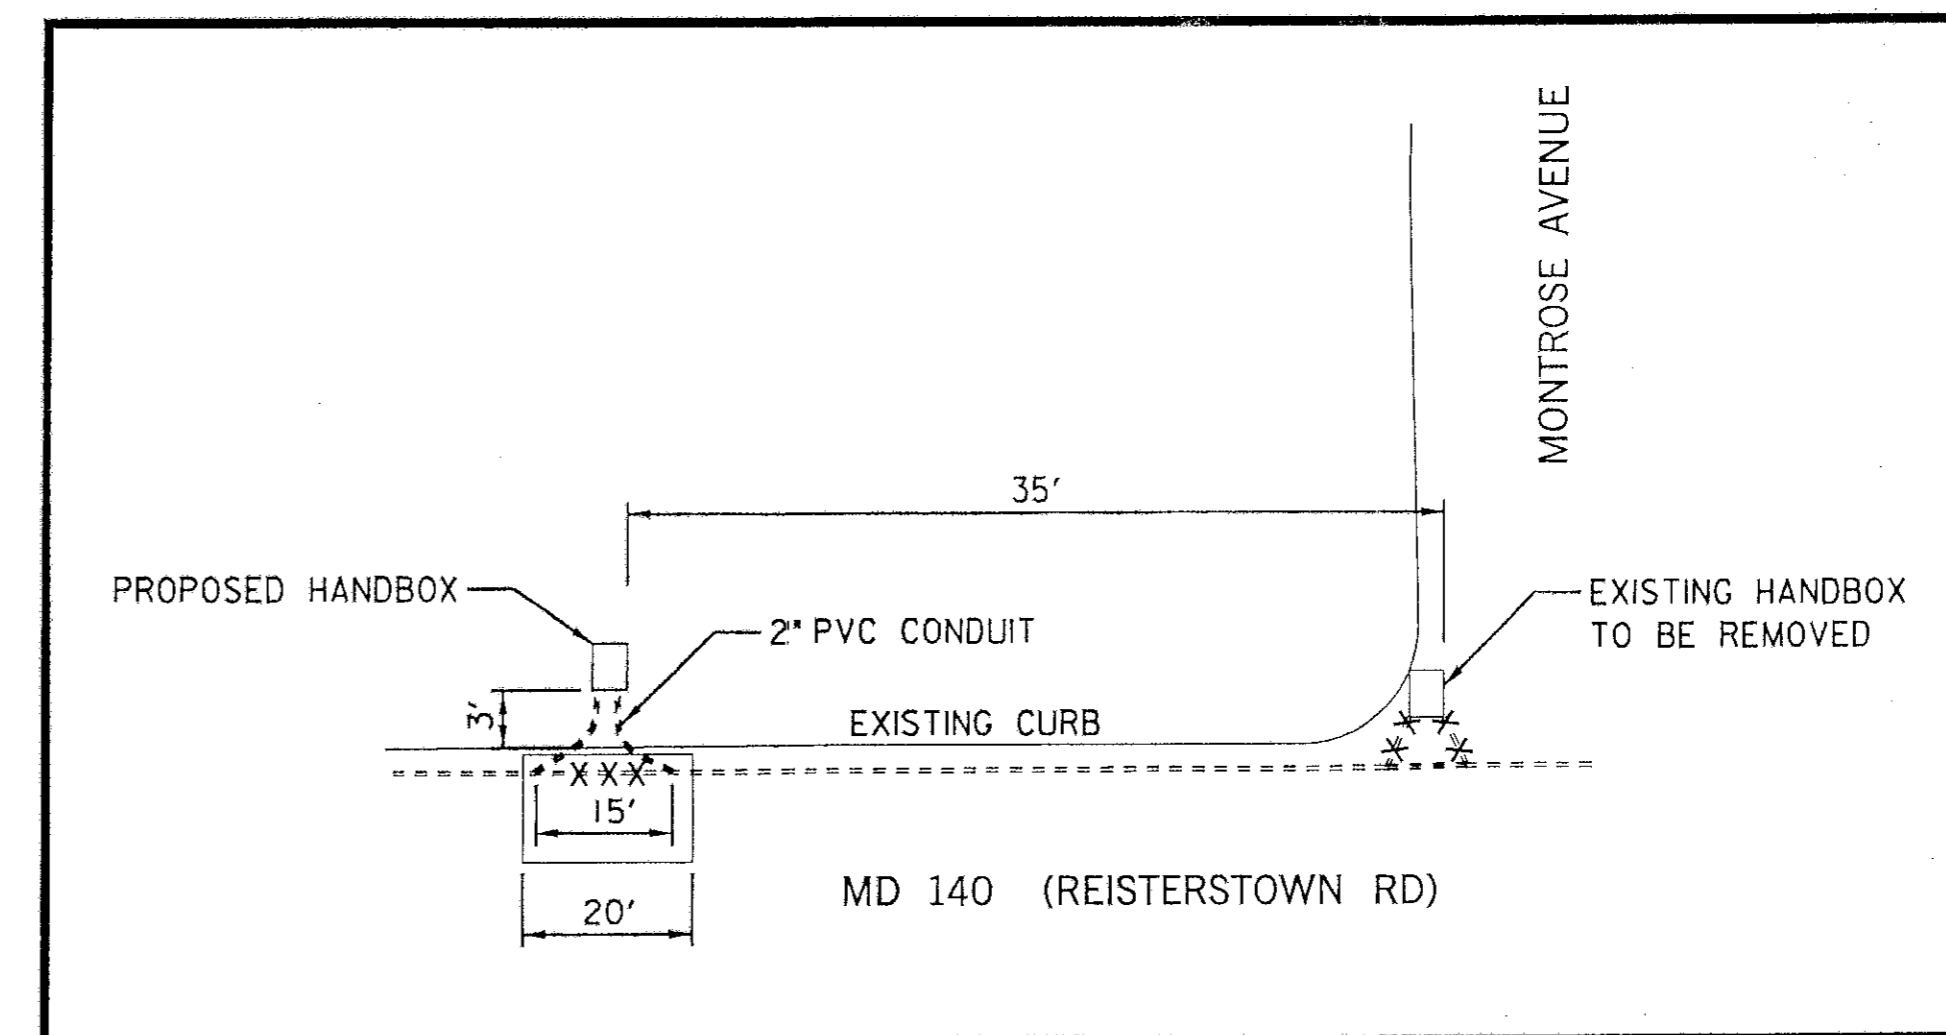 MONTROSE AVENUE
35'
PROPOSED HANDBOX
2" PVC CONDUIT
EXISTING HANDBOX
TO BE REMOVED
3'
EXISTING CURB
X X X
15'
20'
MD 140 (REISTERSTOWN RD)